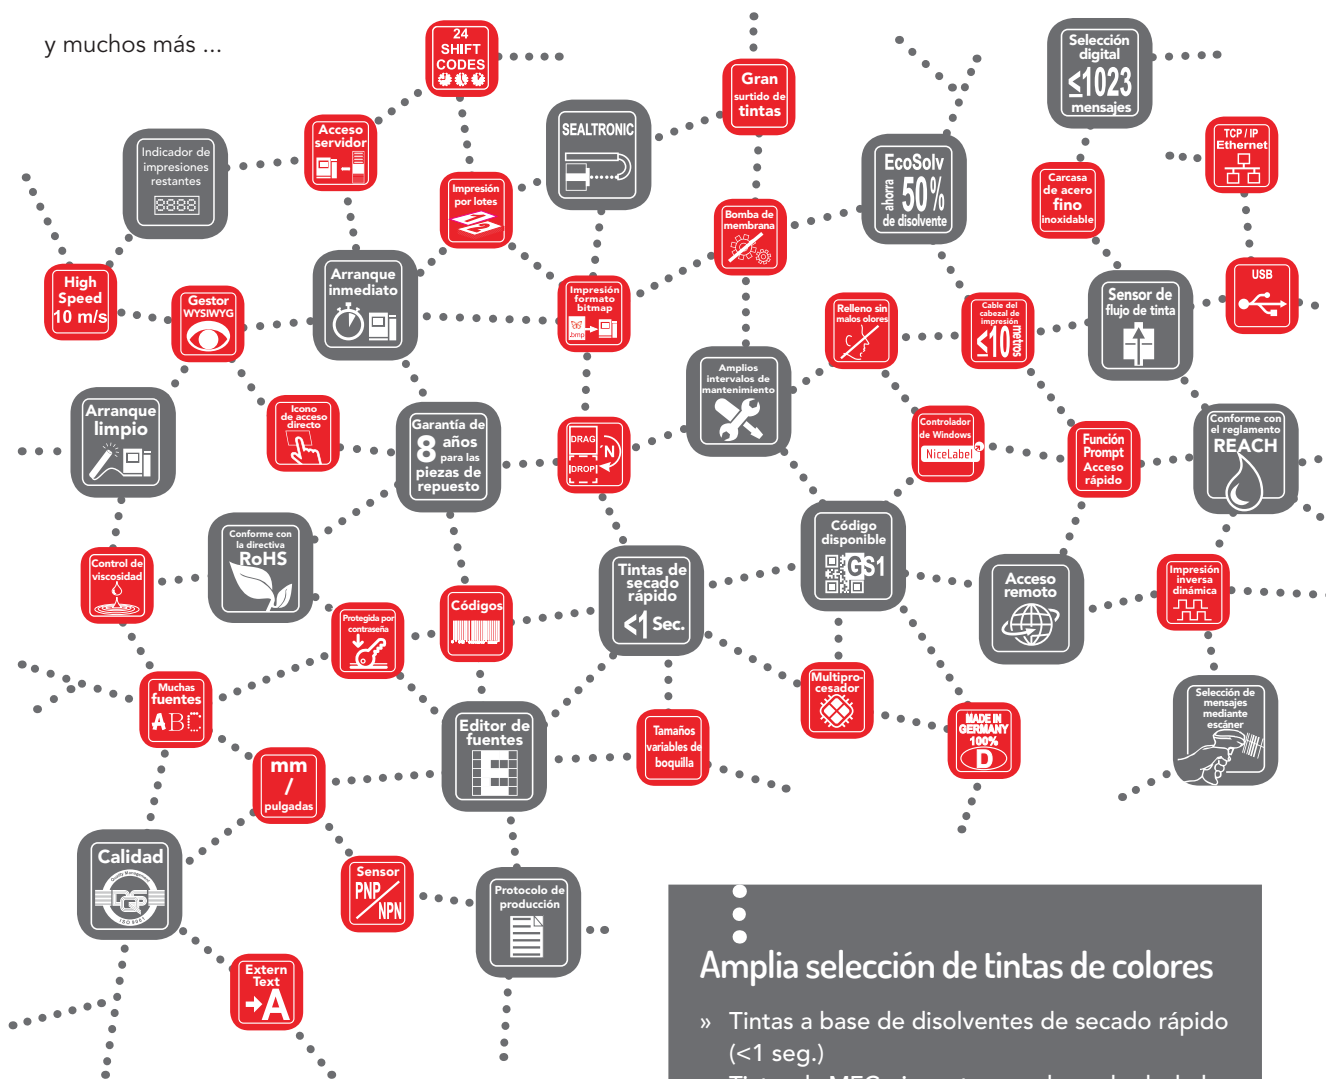 y muchos más ...
24
SHIFT
CODES
Gran
surtido de
tintas
Selección
digital
≤1023
mensajes
SEALTRONIC
Acceso
servidor
TCP / IP
Ethernet
Indicador de
impresiones
restantes
8888
EcoSolv
ahorra
50%
de disolvente
Carcasa
de acero
fino
inoxidable
Impresión
por lotes
Bomba de
membrana
High
Speed
10 m/s
Gestor
WYSIWYG
Arranque
inmediato
Impresión
formato
bitmap
.bmp
Relleno sin
malos olores
Cable del
cabezal de
impresión
≤10
metros
Sensor de
flujo de tinta
USB
Amplios
intervalos de
mantenimiento
Arranque
limpio
Icono
de acceso
directo
Garantía de
8 años
para las
piezas de
repuesto
DRAG
'N
DROP
Controlador
de Windows
NiceLabel
Función
Prompt
Acceso
rápido
Conforme con
el reglamento
REACH
Conforme con
la directiva
RoHS
Código
disponible
GS1
Control de
viscosidad
Tintas de
secado
rápido
<1 Sec.
Acceso
remoto
Impresión
inversa
dinámica
Códigos
Protegida por
contraseña
Muchas
fuentes
ABC
Multipro-
cesador
Selección de
mensajes
mediante
escáner
Editor de
fuentes
E
Tamaños
variables de
boquilla
MADE IN
GERMANY
100%
D
mm
/
pulgadas
Calidad
Quality Management
DQS
ISO 9001
Sensor
PNP/NPN
Protocolo de
producción
Extern
Text
A
Amplia selección de tintas de colores
» Tintas a base de disolventes de secado rápido
(<1 seg.)